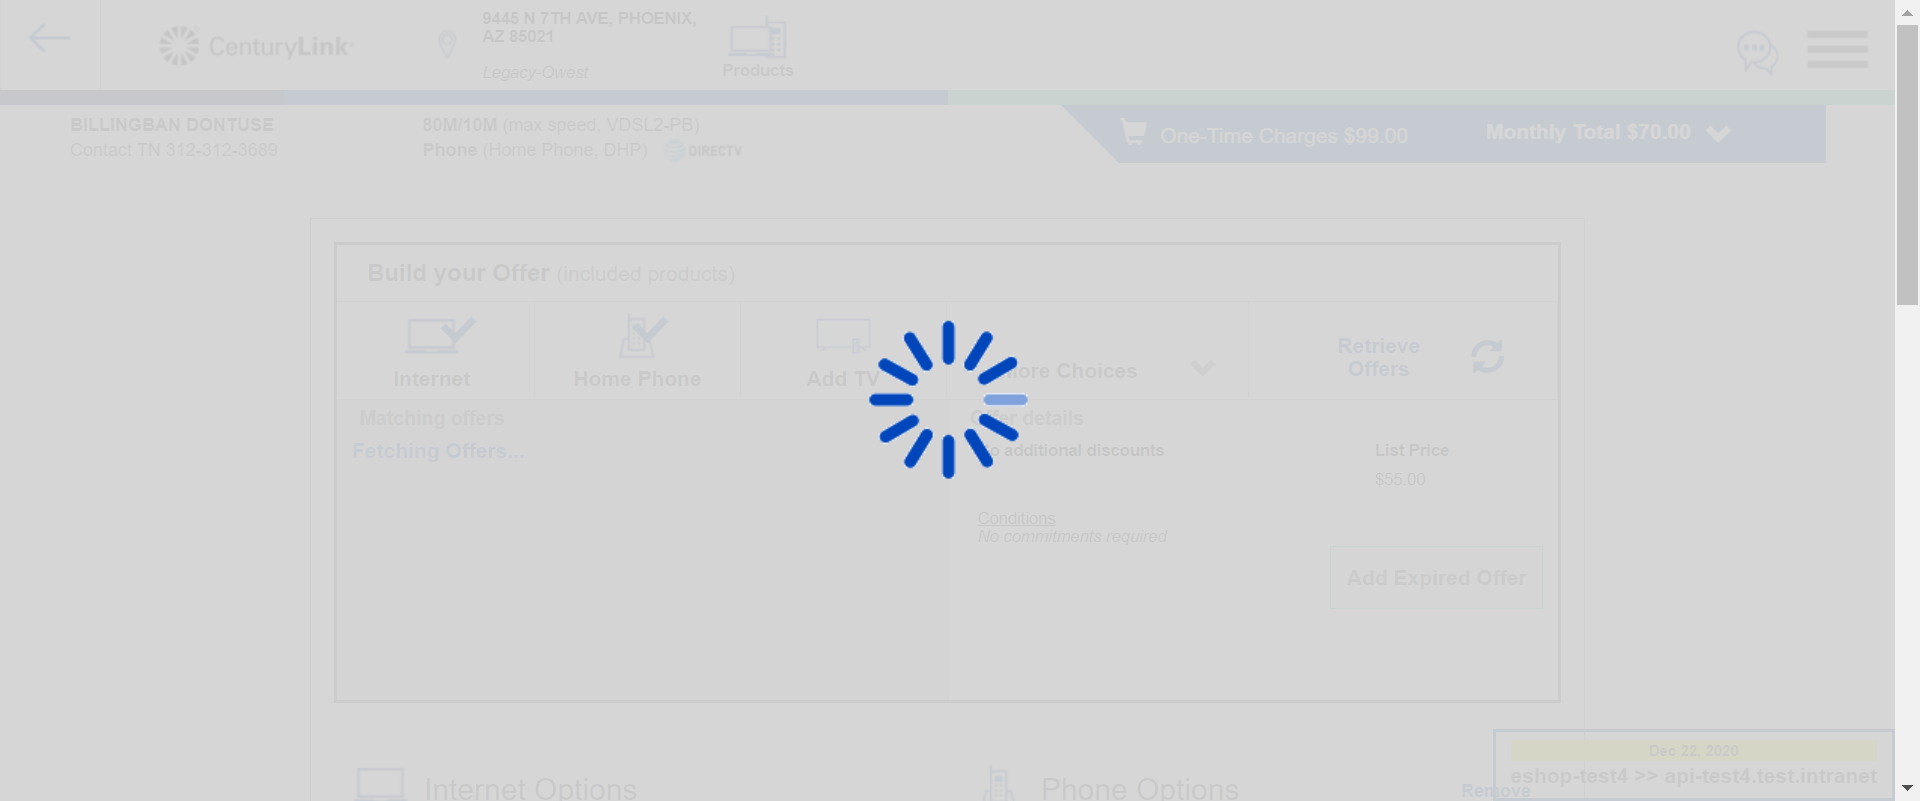 CenturyLink
9445 N 7TH AVE, PHOENIX,
AZ 85021
Legacy-Qwest
Products
BILLINGBAN DONTUSE
Contact TN 312-312-3689
80M/10M (max speed, VDSL2-PB)
Phone (Home Phone, DHP) DIRECTV
One-Time Charges $99.00
Monthly Total $70.00
Build your Offer (included products)
Internet
Home Phone
Add TV
more Choices
Retrieve
Offers
Matching offers
Fetching Offers...
Offer details
No additional discounts
List Price
$55.00
Conditions
No commitments required
Add Expired Offer
Internet Options
Phone Options
Remove
Dec 22, 2020
eshop-test4 >> api-test4.test.intranet